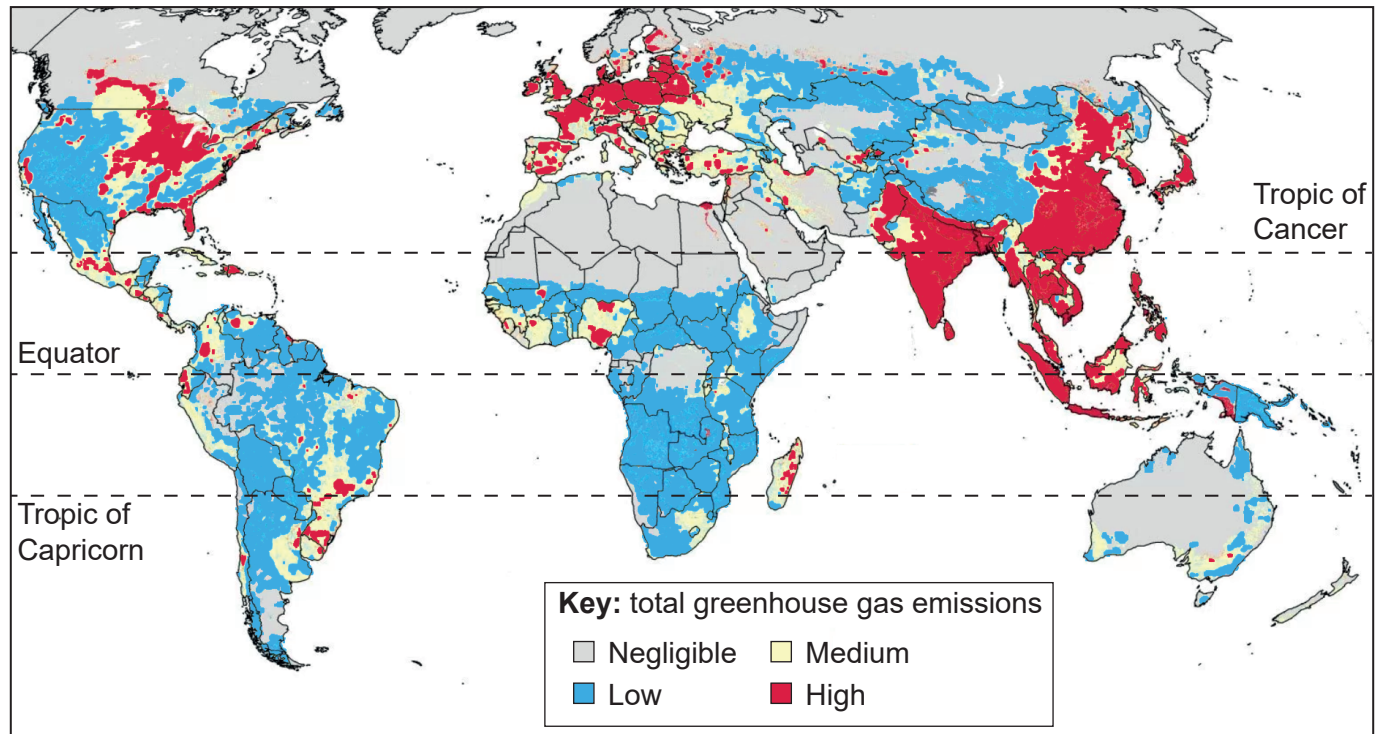 Tropic of
Cancer
Equator
Tropic of
Capricorn
Key: total greenhouse gas emissions
Negligible
Medium
Low
High